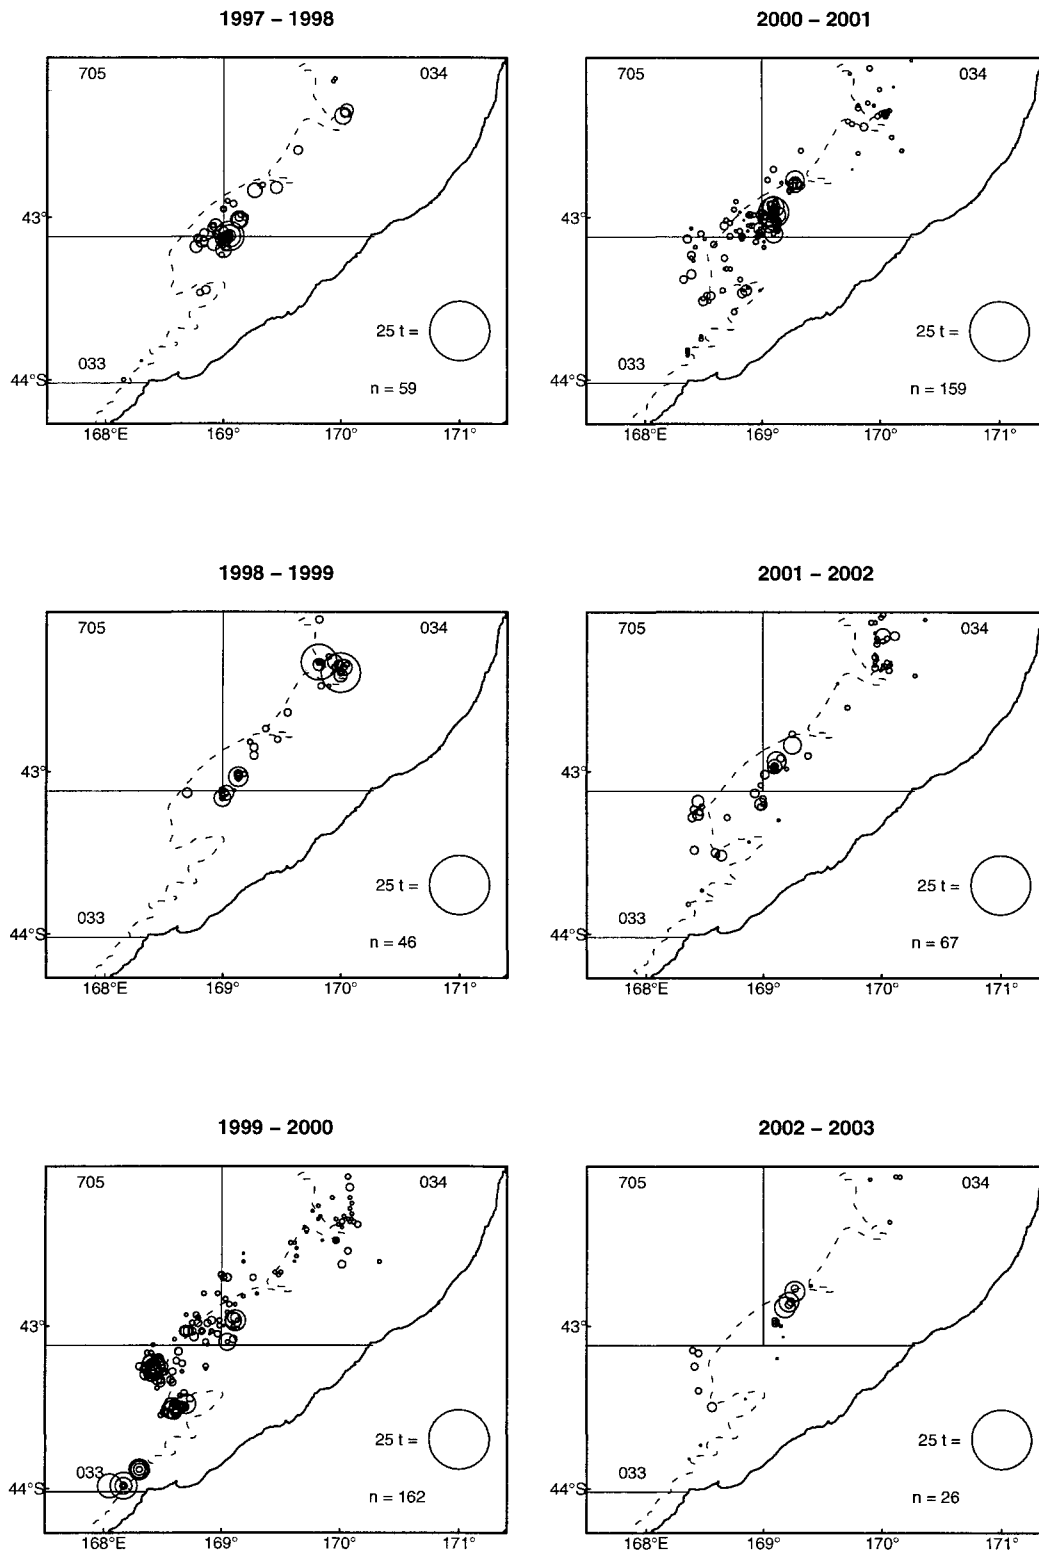 1997 – 1998
705
034
43°
033
25 t =
44°S
n = 59
168°E 169° 170° 171°
2000 – 2001
705
034
43°
033
25 t =
44°S
n = 159
168°E 169° 170° 171°
1998 – 1999
705
034
43°
033
25 t =
44°S
n = 46
168°E 169° 170° 171°
2001 – 2002
705
034
43°
033
25 t =
44°S
n = 67
168°E 169° 170° 171°
1999 – 2000
705
034
43°
033
25 t =
44°S
n = 162
168°E 169° 170° 171°
2002 – 2003
705
034
43°
033
25 t =
44°S
n = 26
168°E 169° 170° 171°